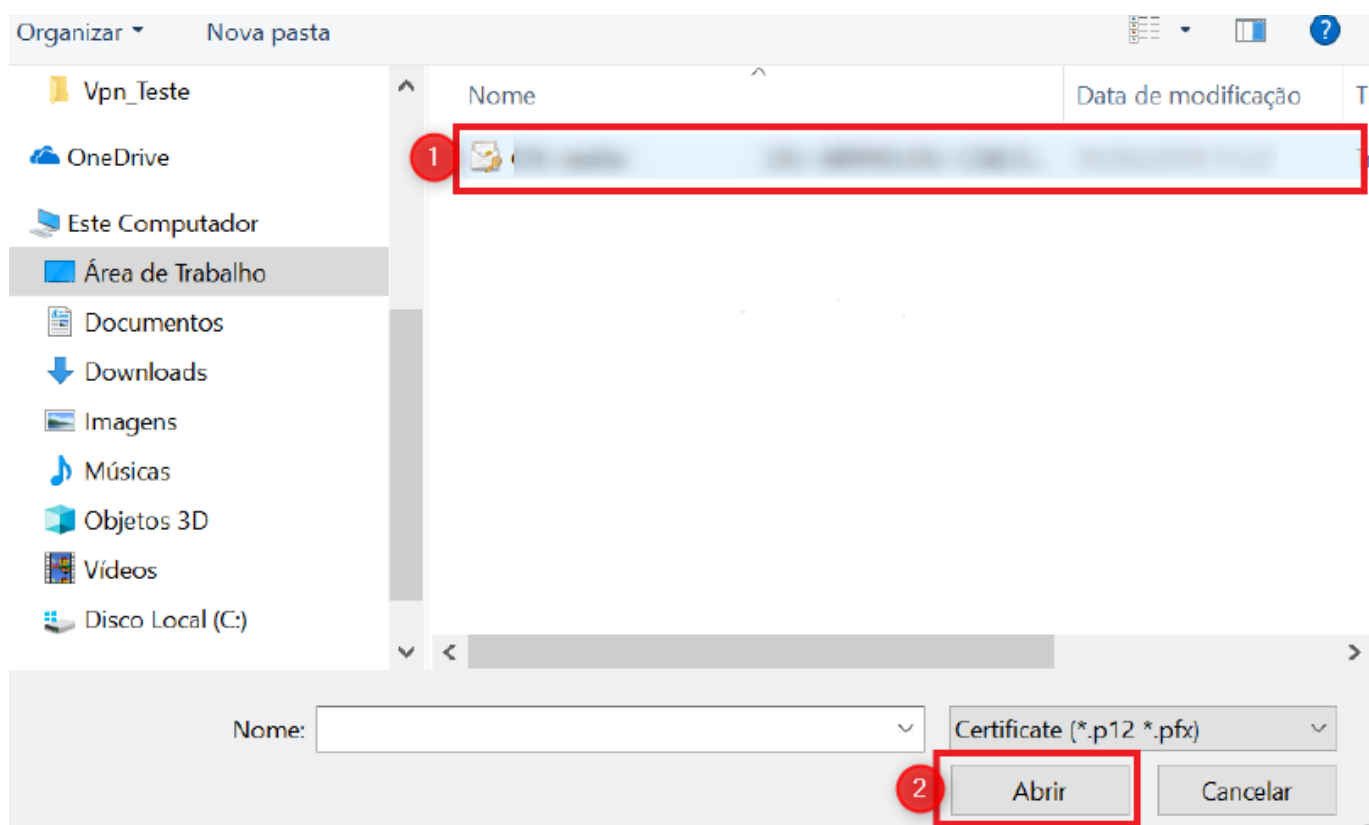 Organizar Nova pasta ?
Vpn_Teste
Nome Data de modificação T
OneDrive
1
Este Computador
Área de Trabalho
Documentos
Downloads
Imagens
Músicas
Objetos 3D
Vídeos
Disco Local (C:)
Nome: Certificate (*.p12 *.pfx)
2 Abrir Cancelar